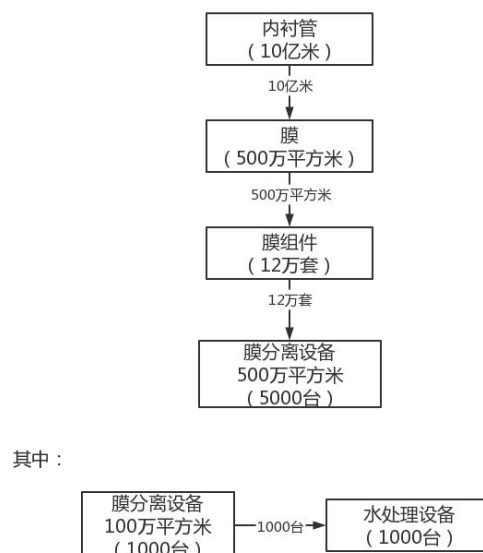 内衬管
（10亿米）
10亿米
膜
（500万平方米）
500万平方米
膜组件
（12万套）
12万套
膜分离设备
500万平方米
（5000台）
其中：
膜分离设备
100万平方米
（1000台）
1000台
水处理设备
（1000台）